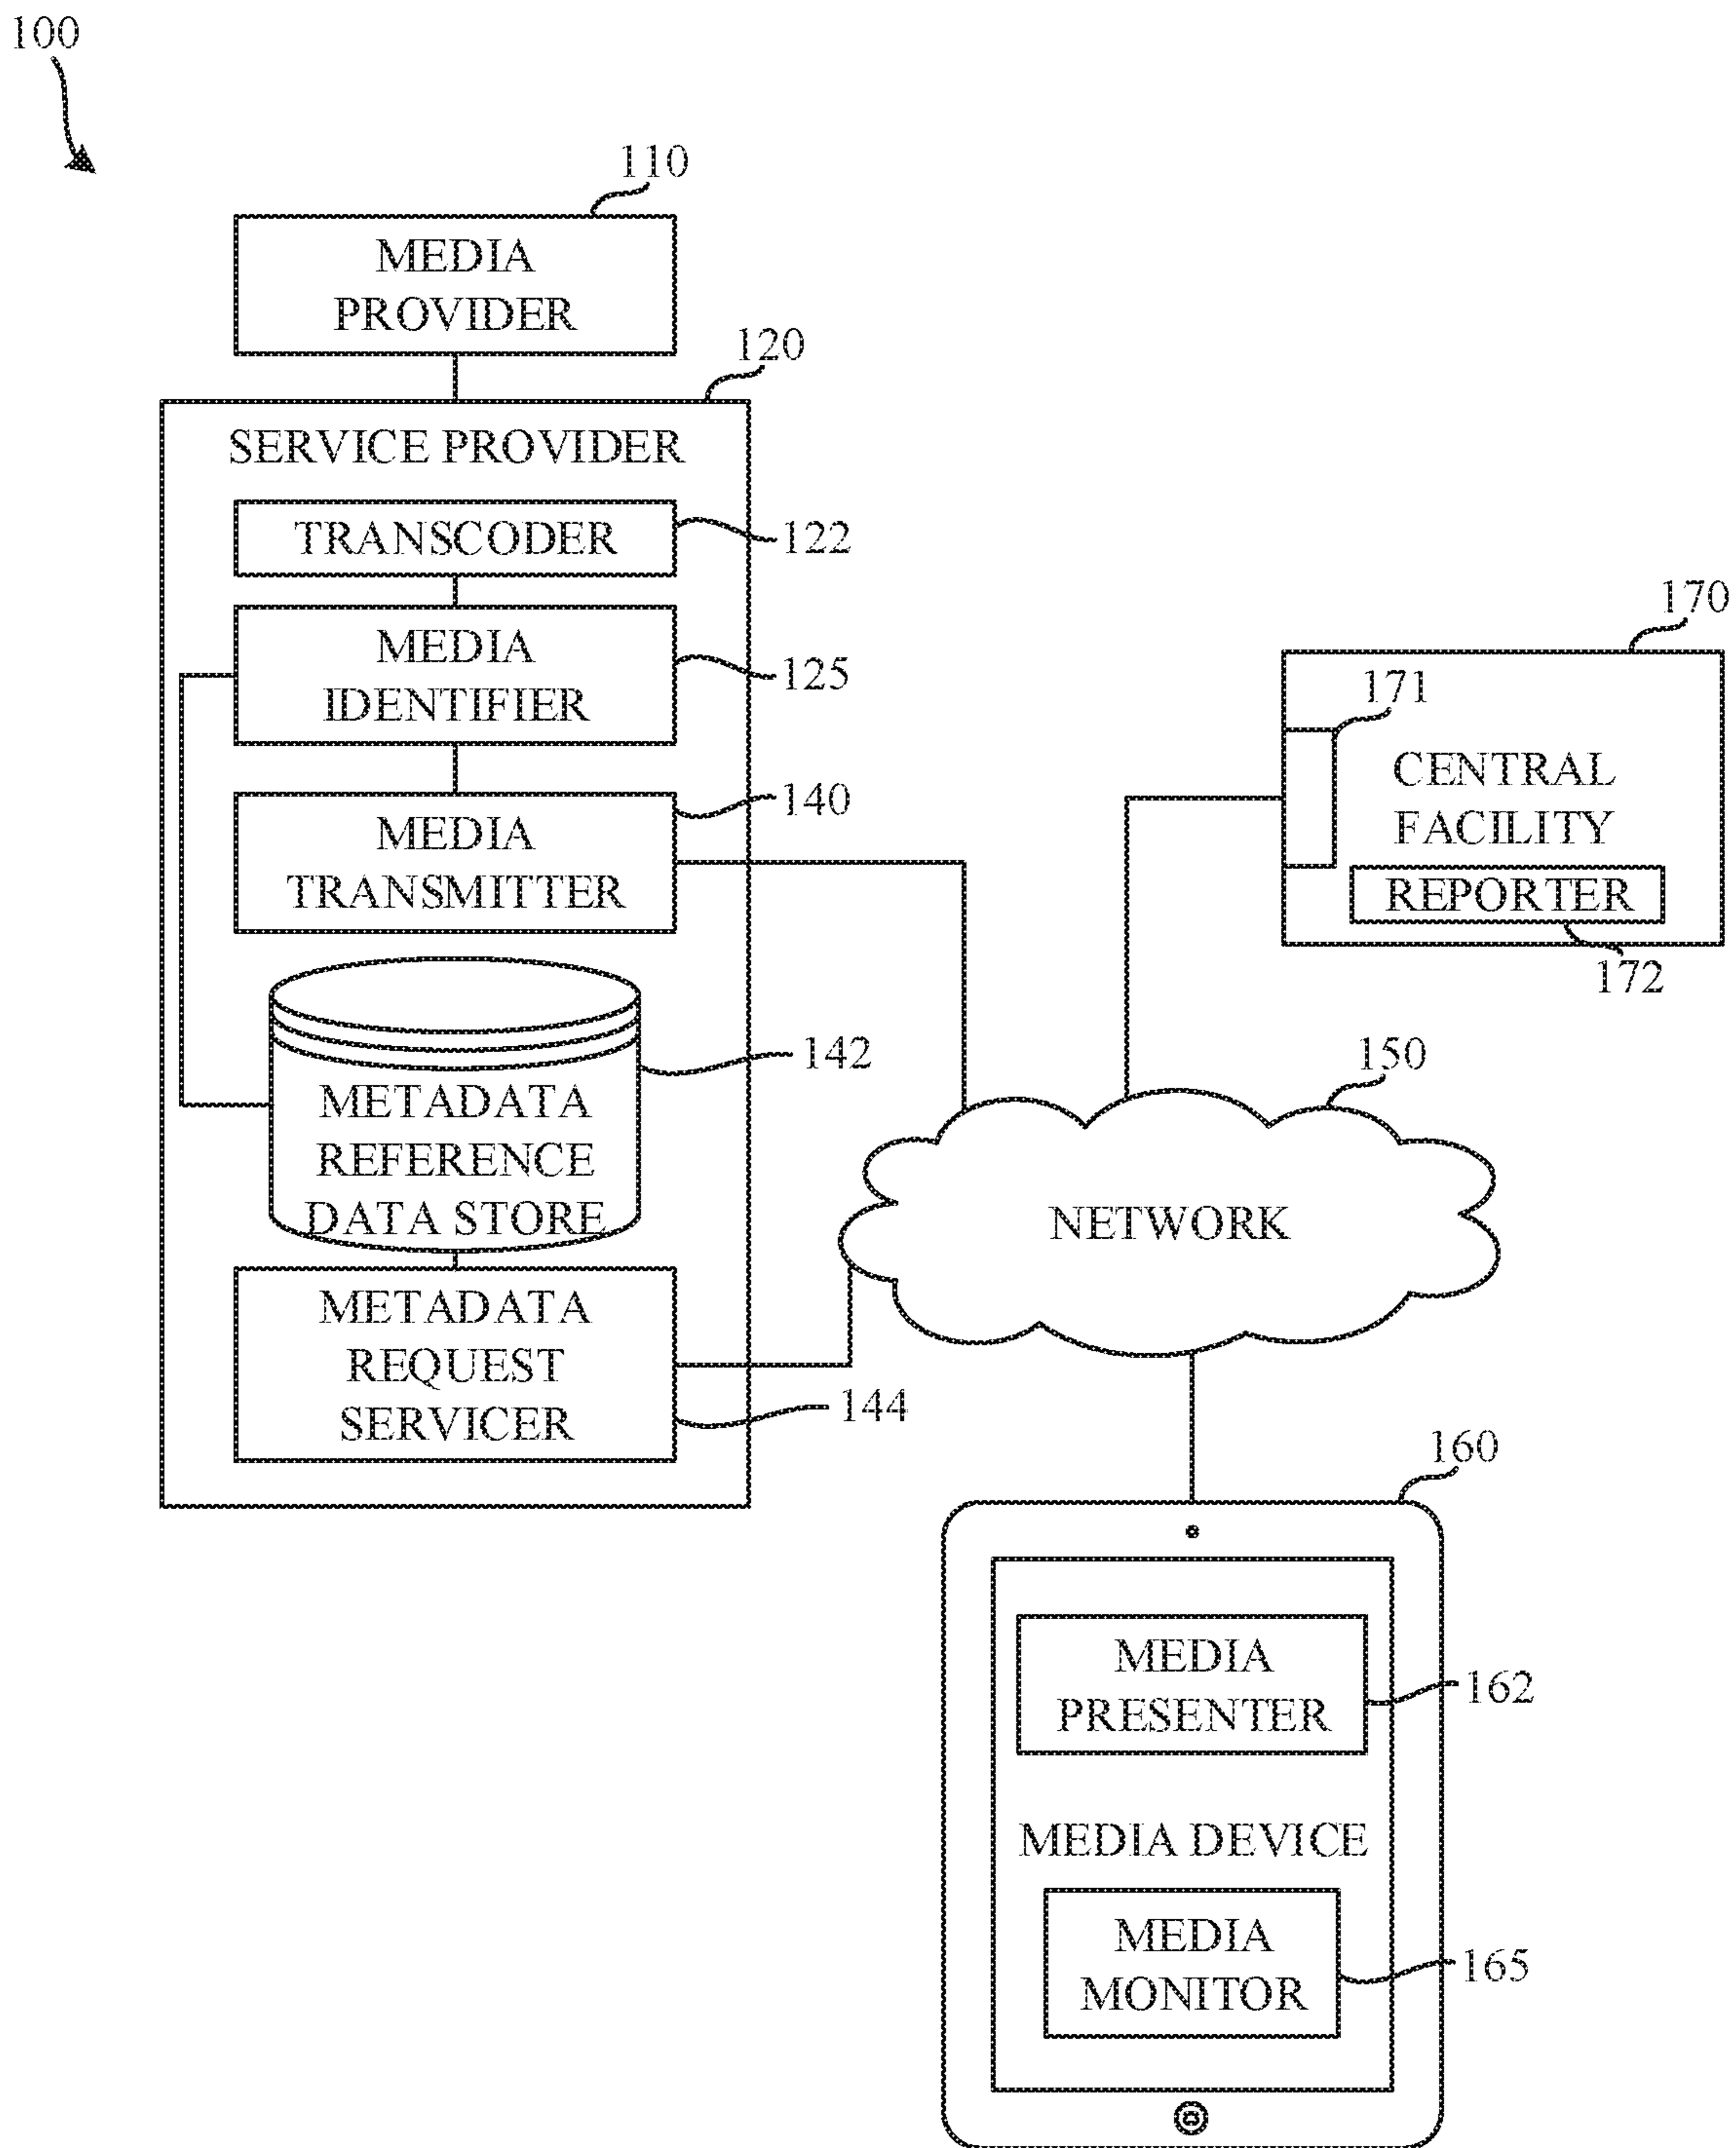 100
110
MEDIA
PROVIDER
120
SERVICE PROVIDER
TRANSCODER
122
MEDIA
IDENTIFIER
125
MEDIA
TRANSMITTER
140
METADATA
REFERENCE
DATA STORE
142
METADATA
REQUEST
SERVICER
144
170
171
CENTRAL
FACILITY
REPORTER
172
150
NETWORK
160
MEDIA
PRESENTER
162
MEDIA DEVICE
MEDIA
MONITOR
165